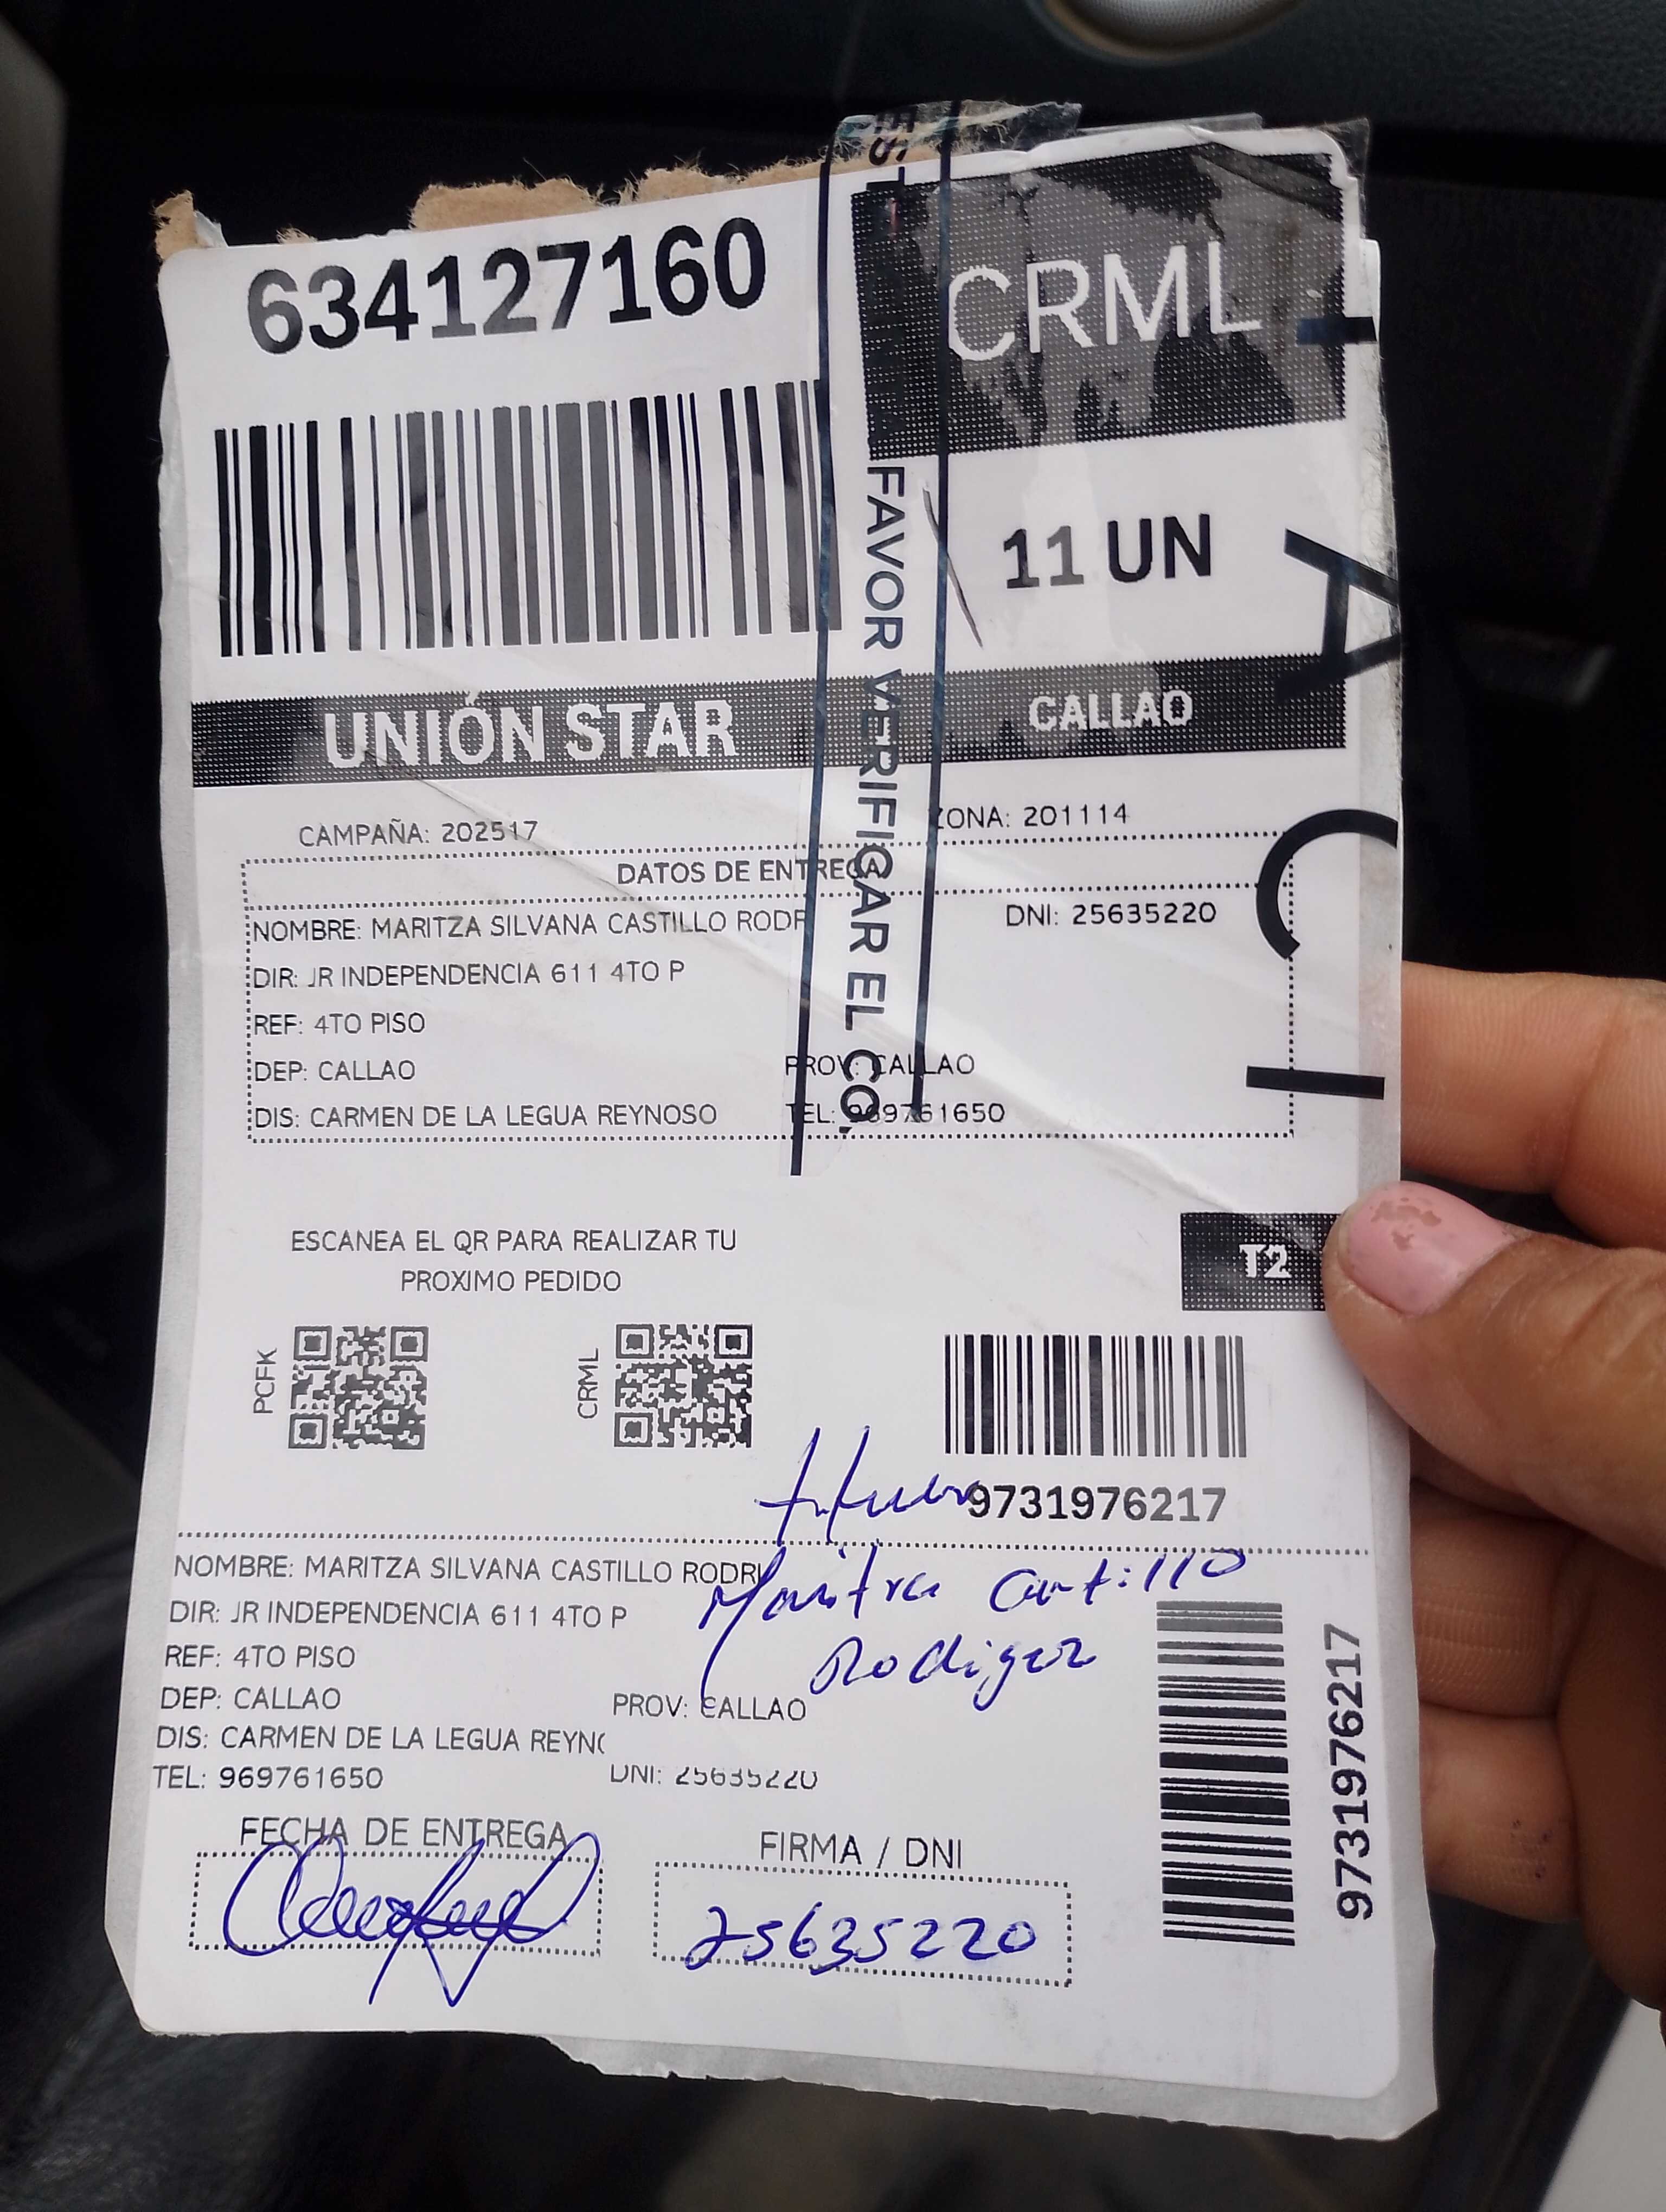 634127160
CRML
11 UN
UNIÓN STAR
CALLAO
FAVOR VERIFICAR EL CO
CAMPAÑA: 202517
ZONA: 201114
DATOS DE ENTREGA
NOMBRE: MARITZA SILVANA CASTILLO RODR
DNI: 25635220
DIR: JR INDEPENDENCIA 611 4TO P
REF: 4TO PISO
DEP: CALLAO
PROV: CALLAO
DIS: CARMEN DE LA LEGUA REYNOSO
TEL: 969761650
ESCANEA EL QR PARA REALIZAR TU
PROXIMO PEDIDO
T2
PCFK
CRML
9731976217
NOMBRE: MARITZA SILVANA CASTILLO RODRI
Maritza Castillo
Rodigez
DIR: JR INDEPENDENCIA 611 4TO P
REF: 4TO PISO
DEP: CALLAO
PROV: CALLAO
DIS: CARMEN DE LA LEGUA REYN
TEL: 969761650
DNI: 25635220
9731976217
FECHA DE ENTREGA
FIRMA / DNI
25635220